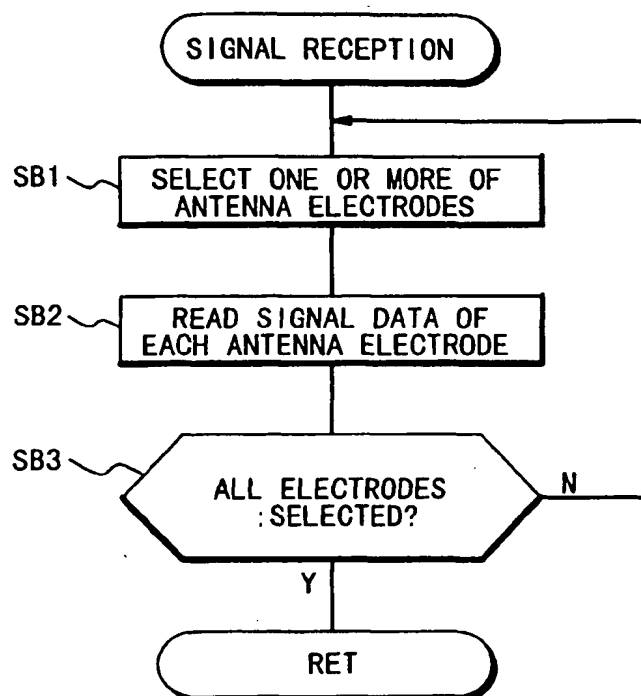 SIGNAL RECEPTION
SB1
SELECT ONE OR MORE OF
ANTENNA ELECTRODES
SB2
READ SIGNAL DATA OF
EACH ANTENNA ELECTRODE
SB3
ALL ELECTRODES
:SELECTED?
N
Y
RET